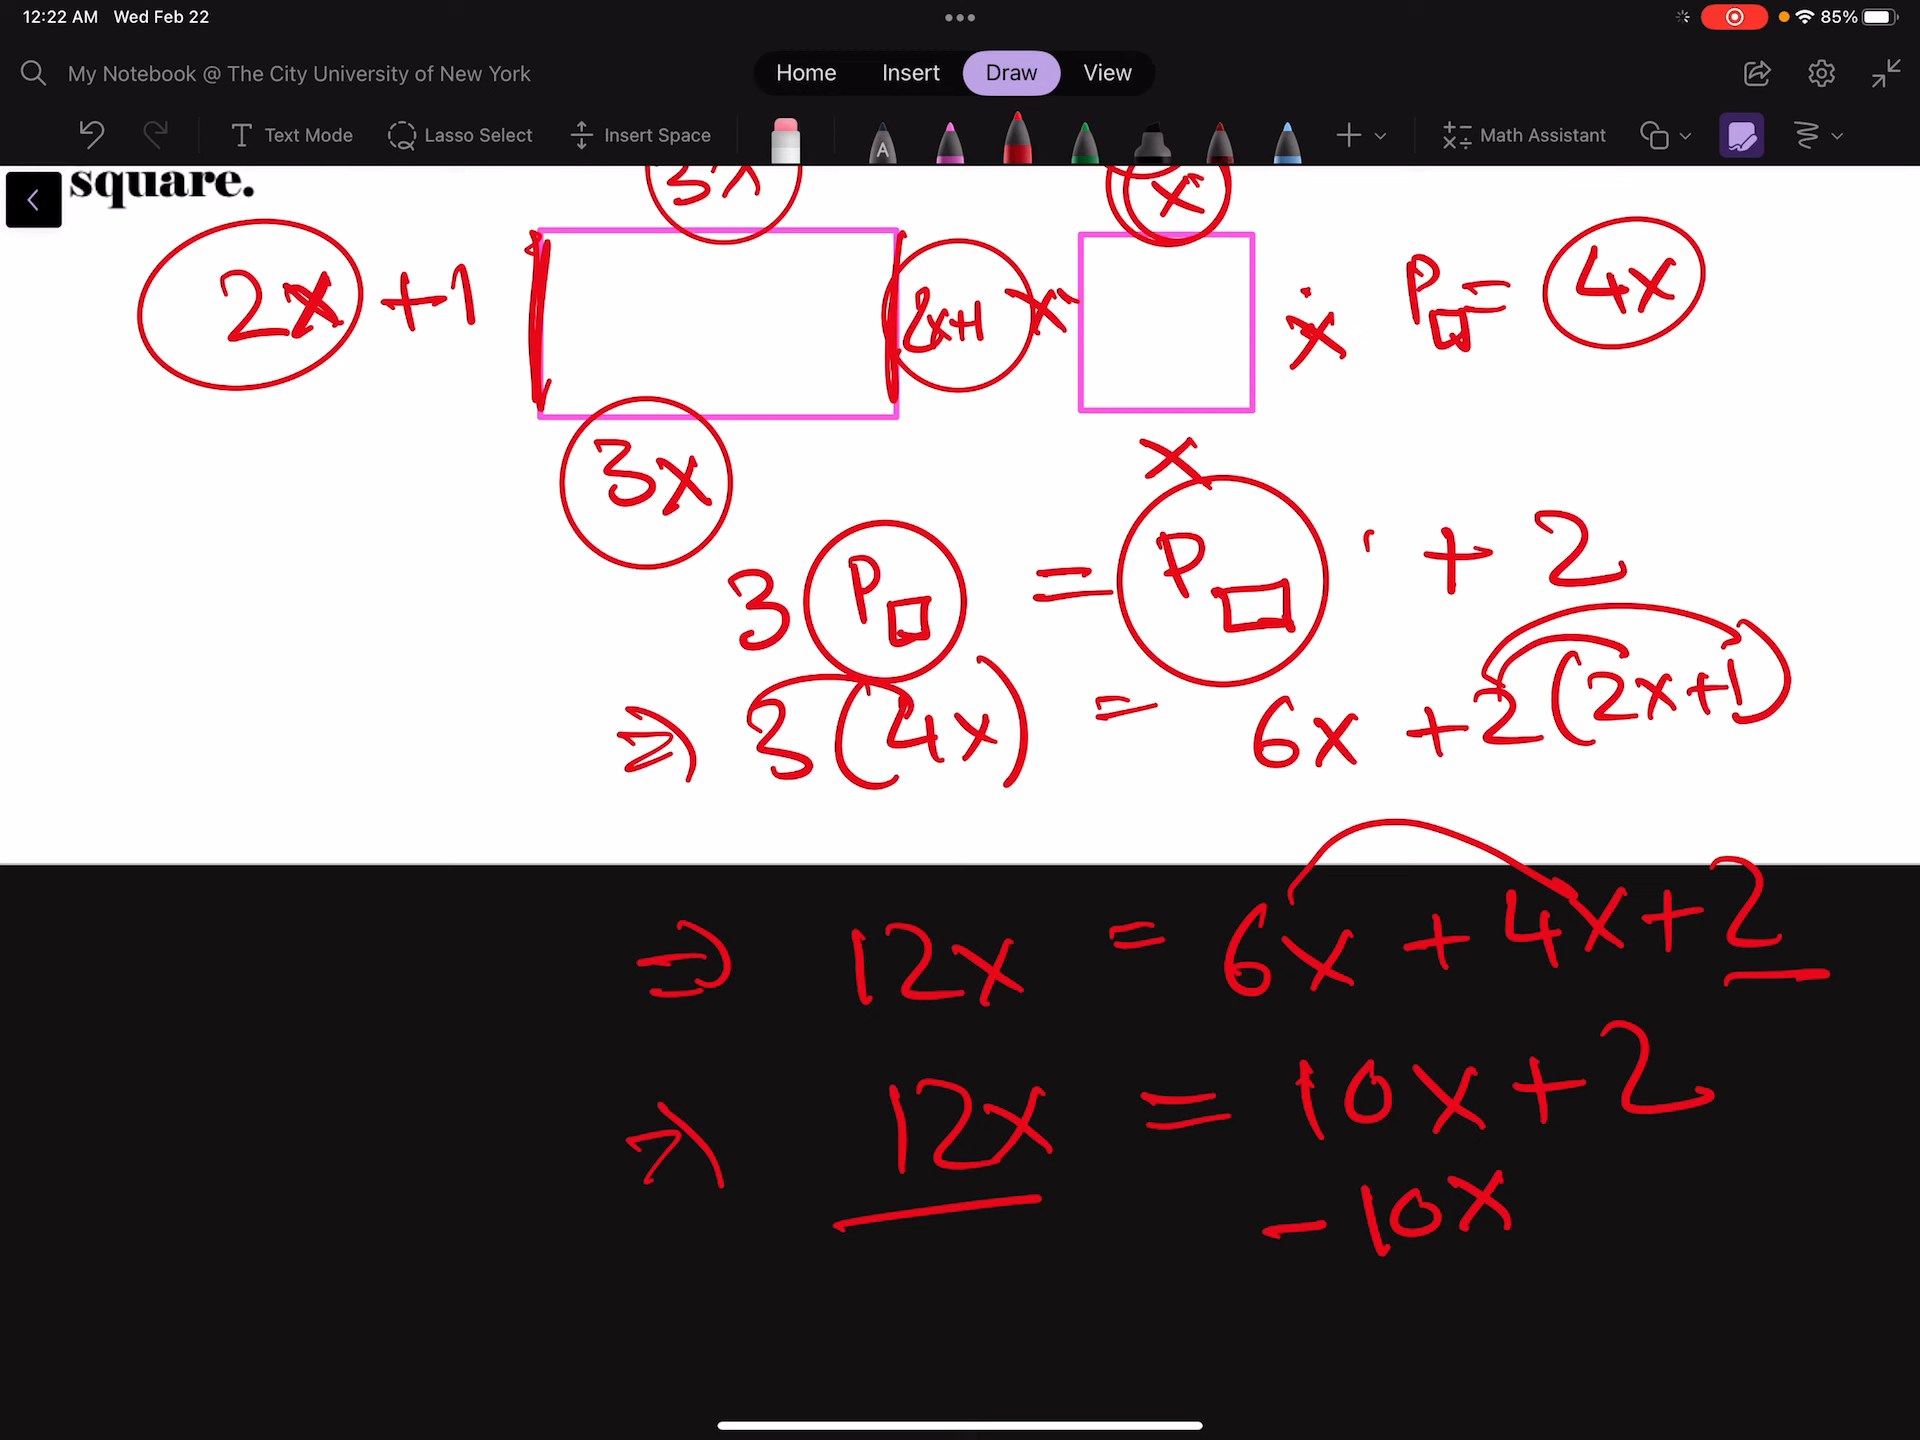 12:22 AM Wed Feb 22
85%
My Notebook @ The City University of New York
Home Insert Draw View
Text Mode Lasso Select Insert Space A Math Assistant
square.
3x x
2x +1 2x+1 x x P□= 4x
3x x
3 P□ = P▭ + 2
⇒ 3(4x) = 6x +2(2x+1)
⇒ 12x = 6x + 4x+2
⇒ 12x = 10x+2
-10x